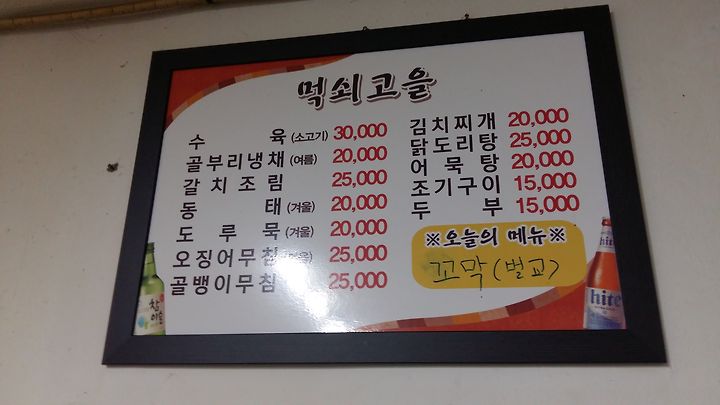 먹쇠고을
수 육 (소고기) 30,000
골부리냉채 (여름) 20,000
갈치조림 25,000
동 태 (겨울) 20,000
도루묵 (겨울) 20,000
오징어무침 25,000
골뱅이무침 25,000
김치찌개 20,000
닭도리탕 25,000
어묵탕 20,000
조기구이 15,000
두 부 15,000
※오늘의 메뉴※
꼬막(벌교)
참이슬
hite